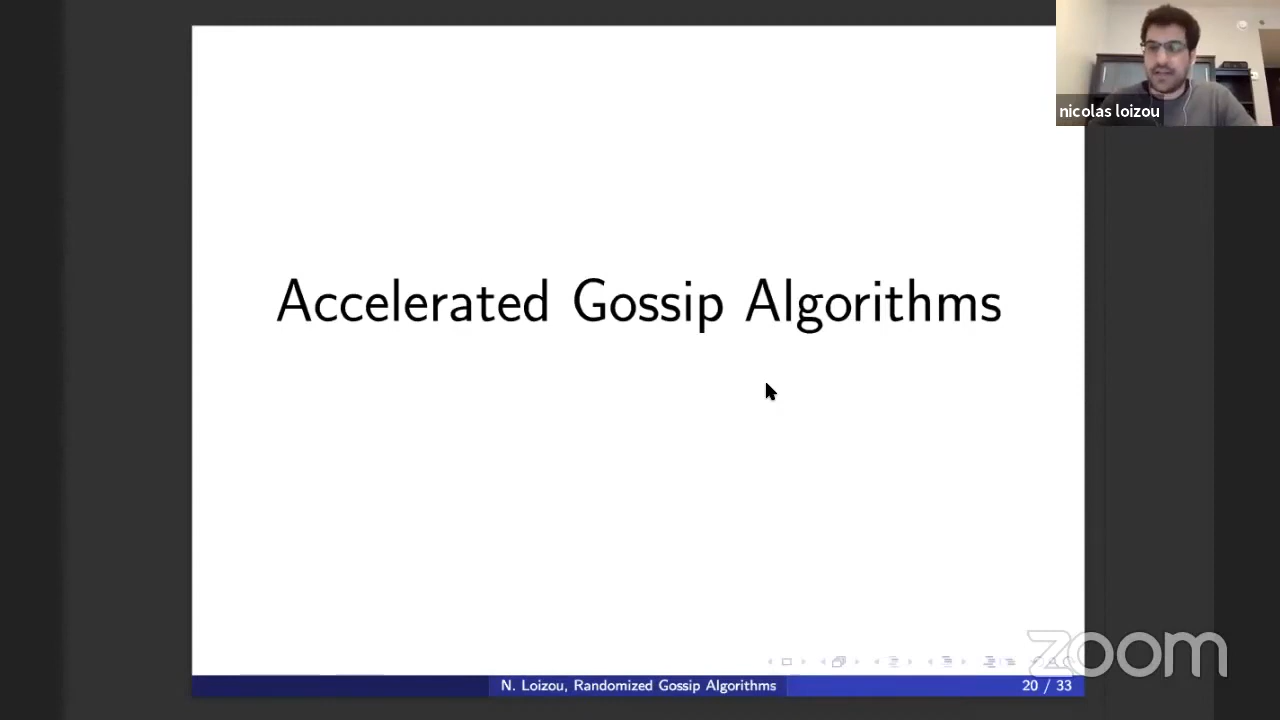 nicolas loizou
Accelerated Gossip Algorithms
zoom
N. Loizou, Randomized Gossip Algorithms
20 / 33